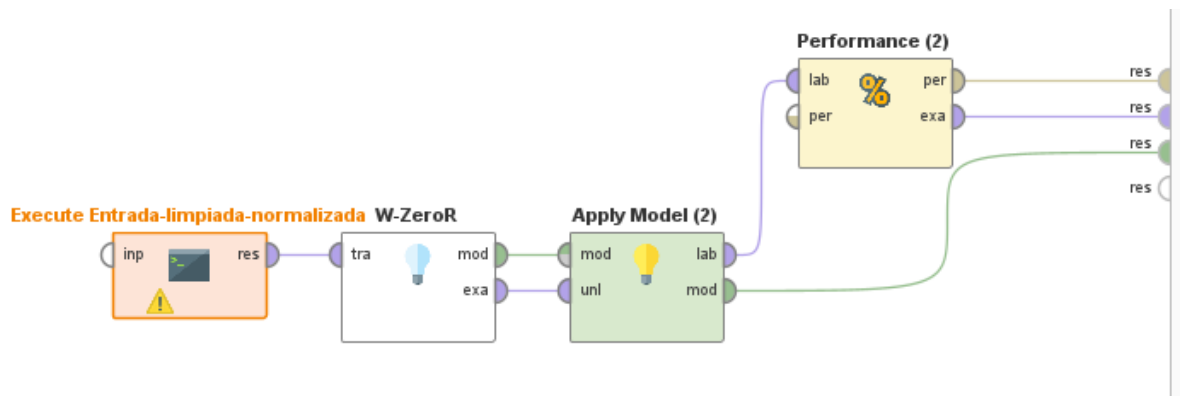 Performance (2)
lab
per
res
per
exa
res
res
res
Execute Entrada-limpiada-normalizada
W-ZeroR
Apply Model (2)
inp
res
tra
mod
mod
lab
exa
unl
mod